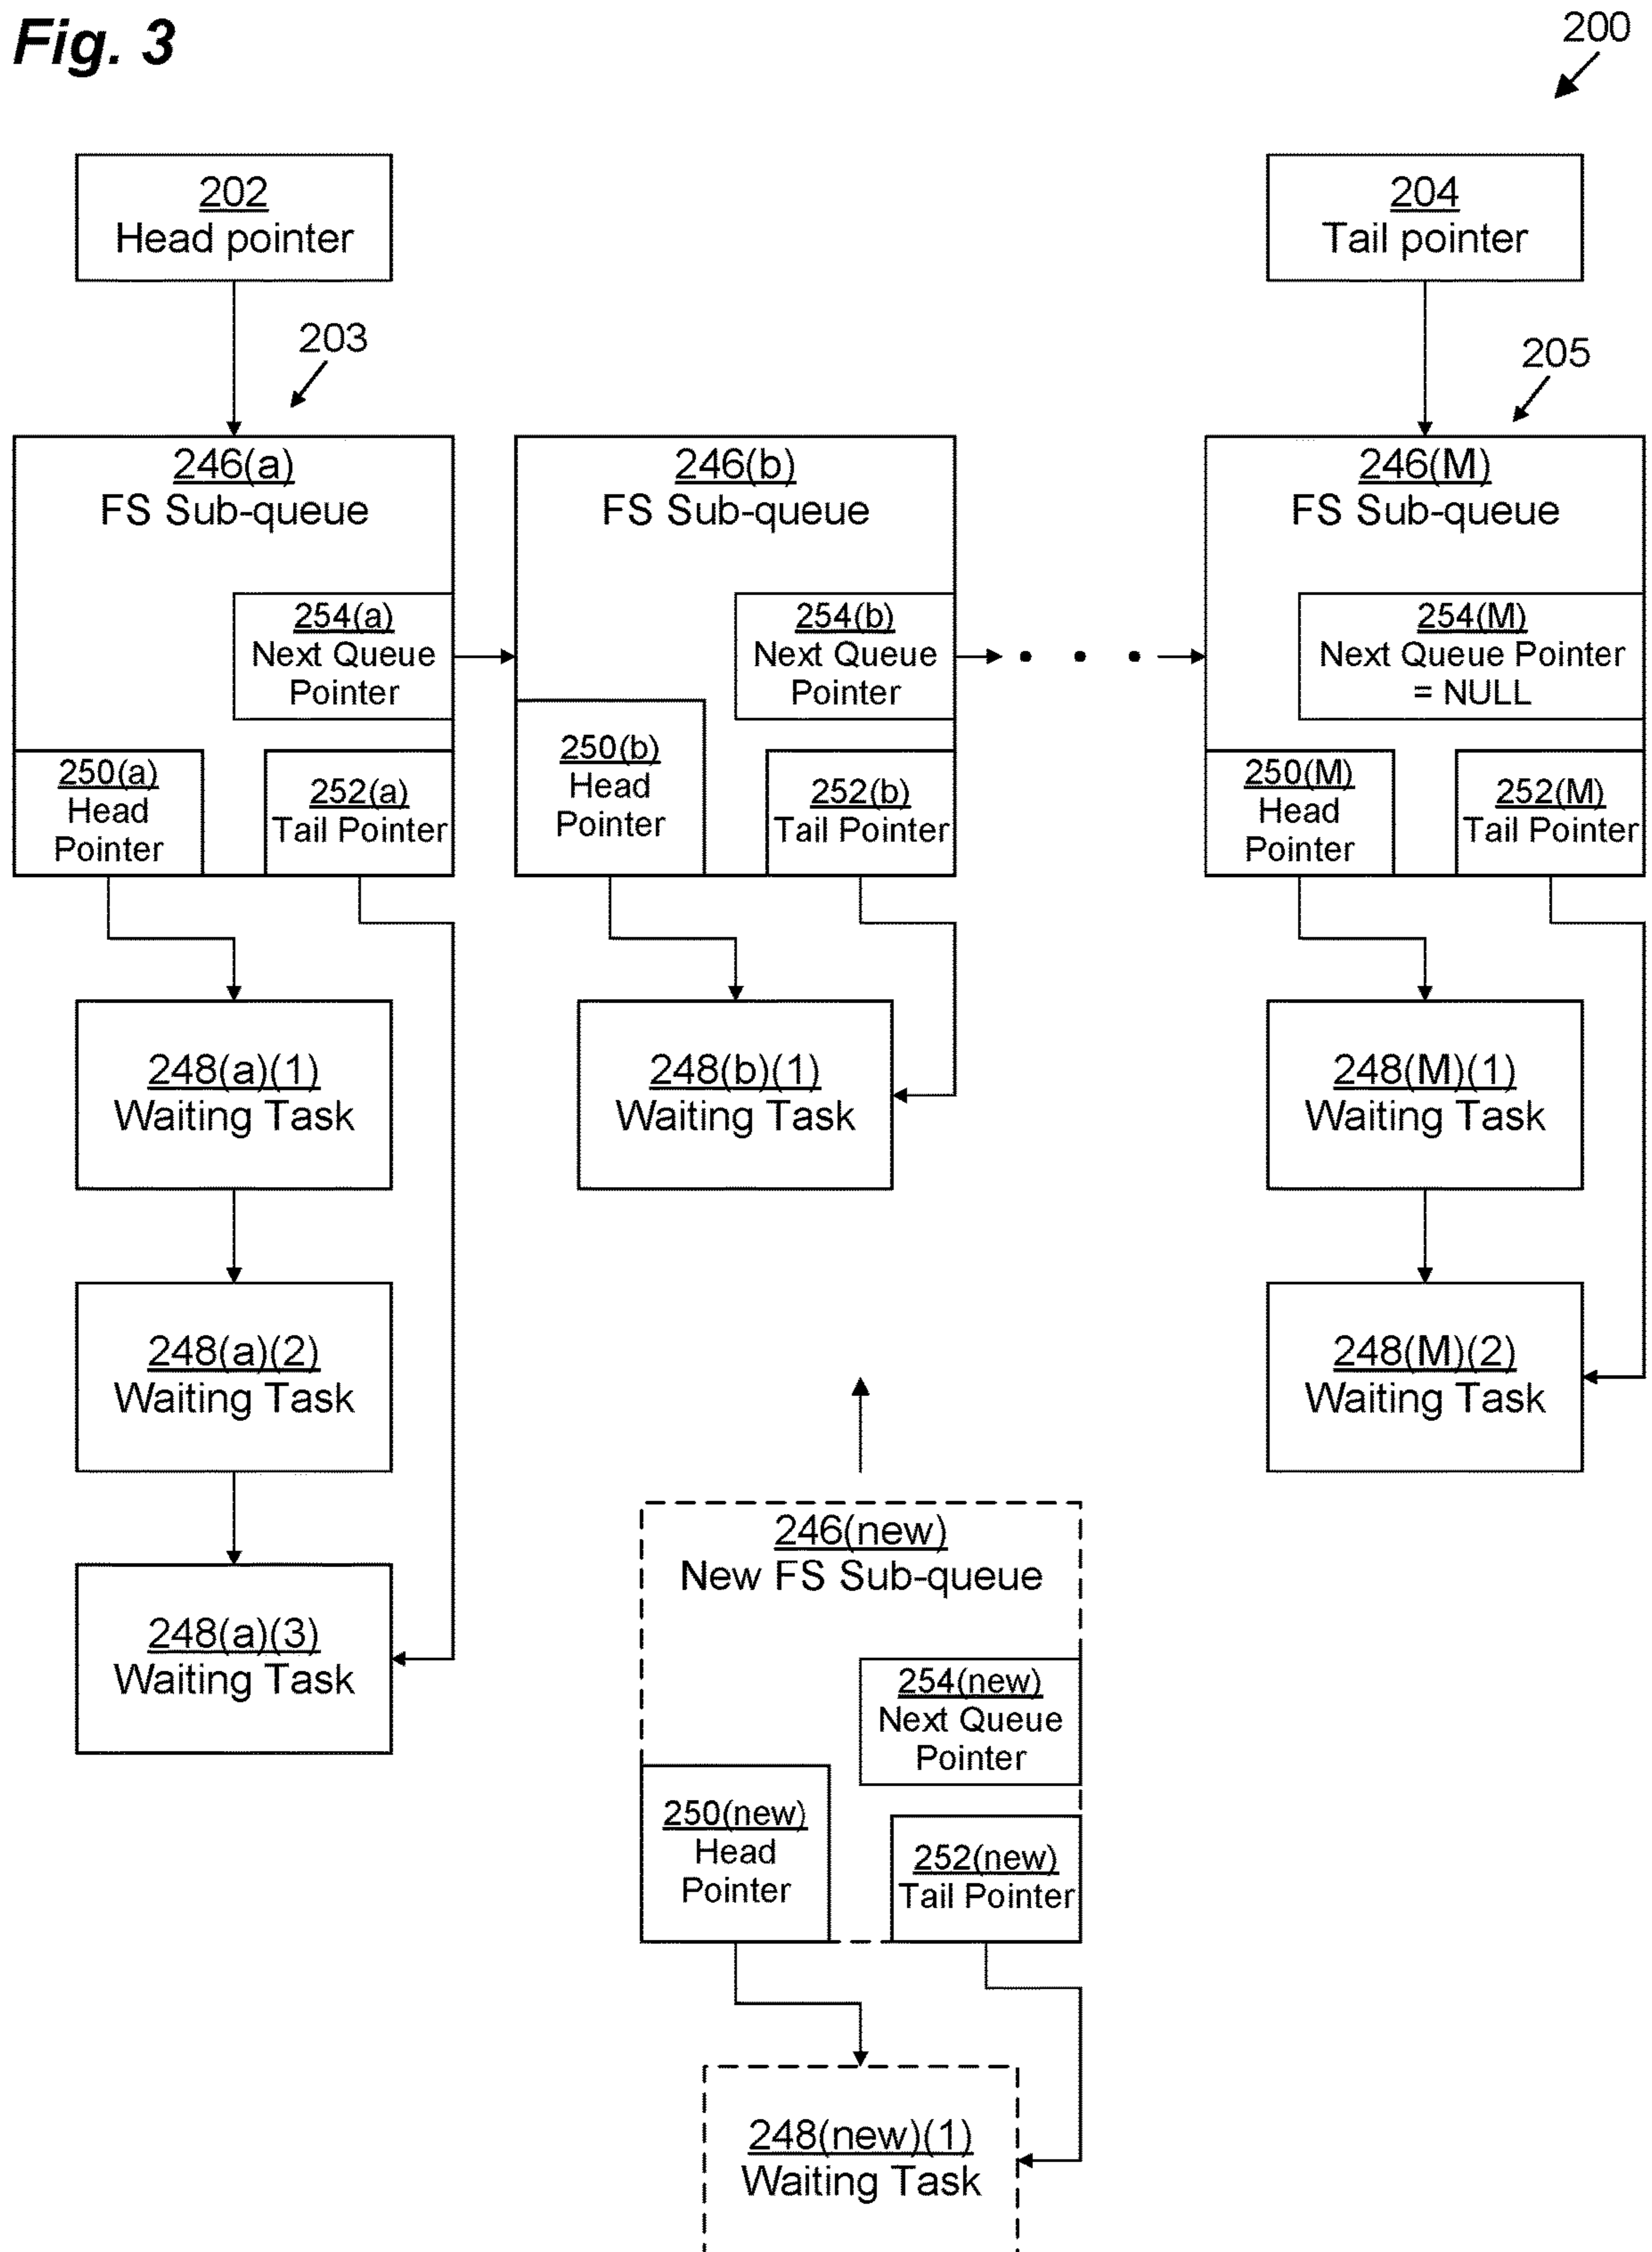 Fig. 3
200
202
Head pointer
204
Tail pointer
203
205
246(a)
FS Sub-queue
254(a)
Next Queue
Pointer
250(a)
Head
Pointer
252(a)
Tail Pointer
246(b)
FS Sub-queue
254(b)
Next Queue
Pointer
250(b)
Head
Pointer
252(b)
Tail Pointer
246(M)
FS Sub-queue
254(M)
Next Queue Pointer
= NULL
250(M)
Head
Pointer
252(M)
Tail Pointer
248(a)(1)
Waiting Task
248(b)(1)
Waiting Task
248(M)(1)
Waiting Task
248(a)(2)
Waiting Task
248(M)(2)
Waiting Task
248(a)(3)
Waiting Task
246(new)
New FS Sub-queue
254(new)
Next Queue
Pointer
250(new)
Head
Pointer
252(new)
Tail Pointer
248(new)(1)
Waiting Task